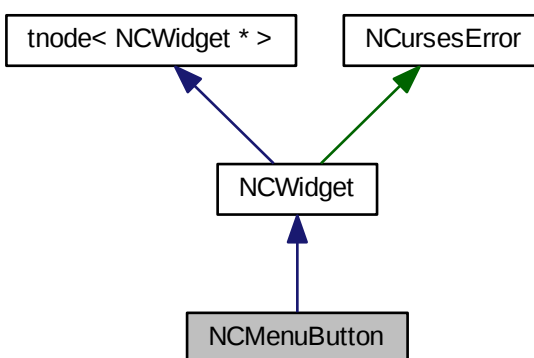 tnode< NCWidget * >
NCursesError
NCWidget
NCMenuButton